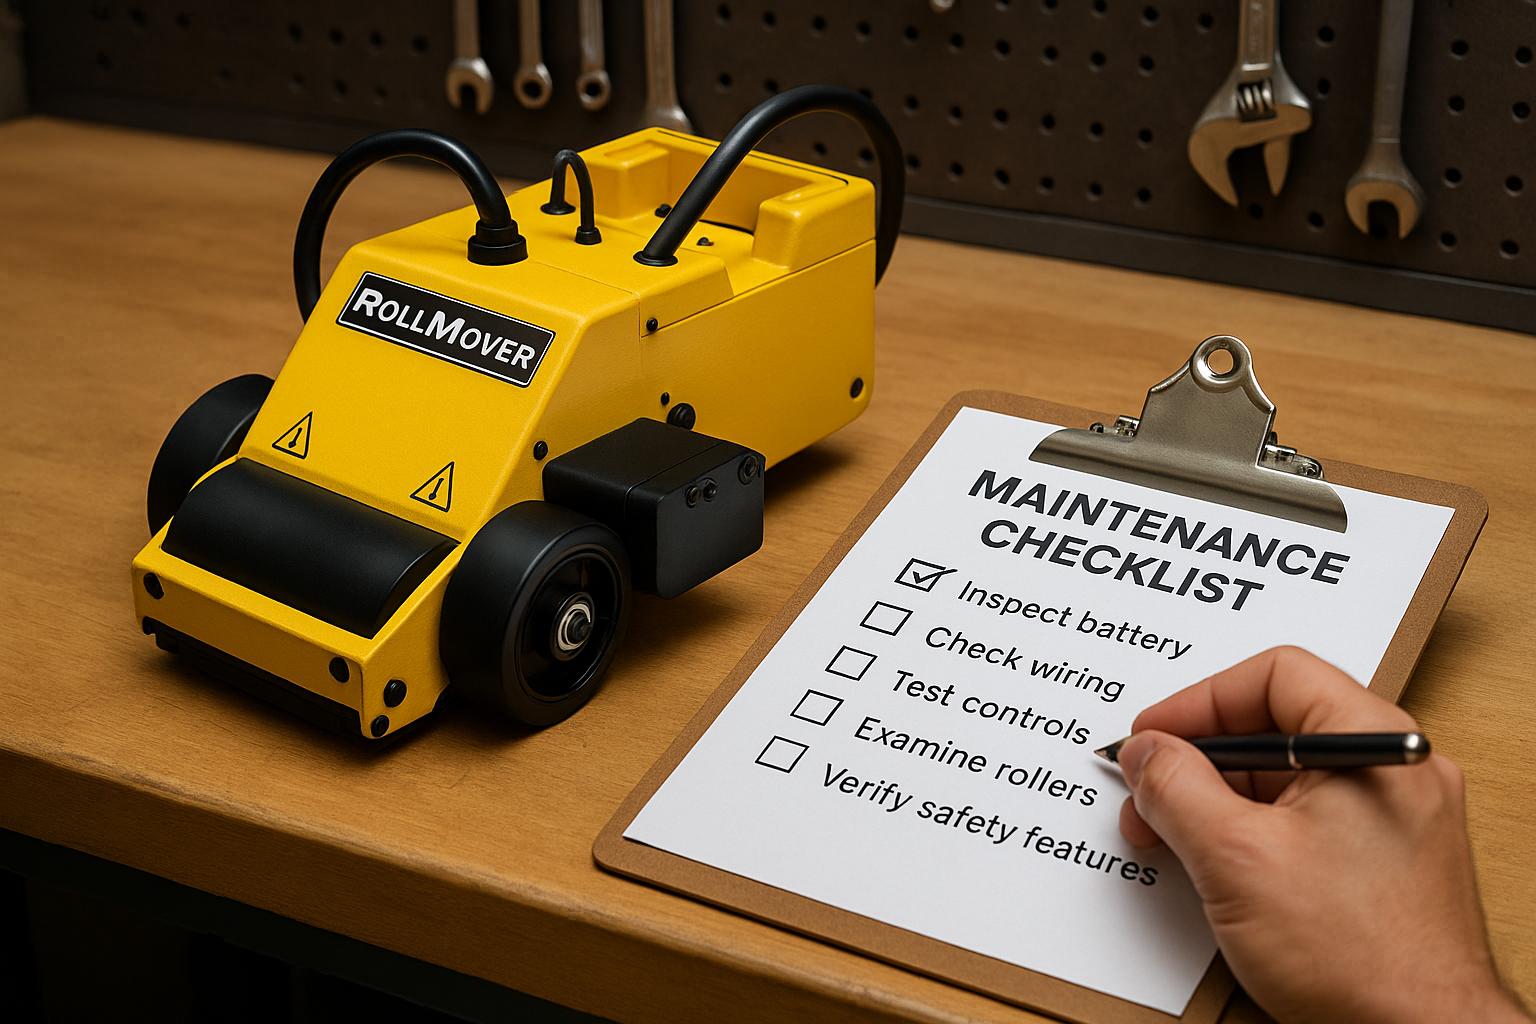 ROLLMOVER
MAINTENANCE
CHECKLIST
Inspect battery
Check wiring
Test controls
Examine rollers
Verify safety features